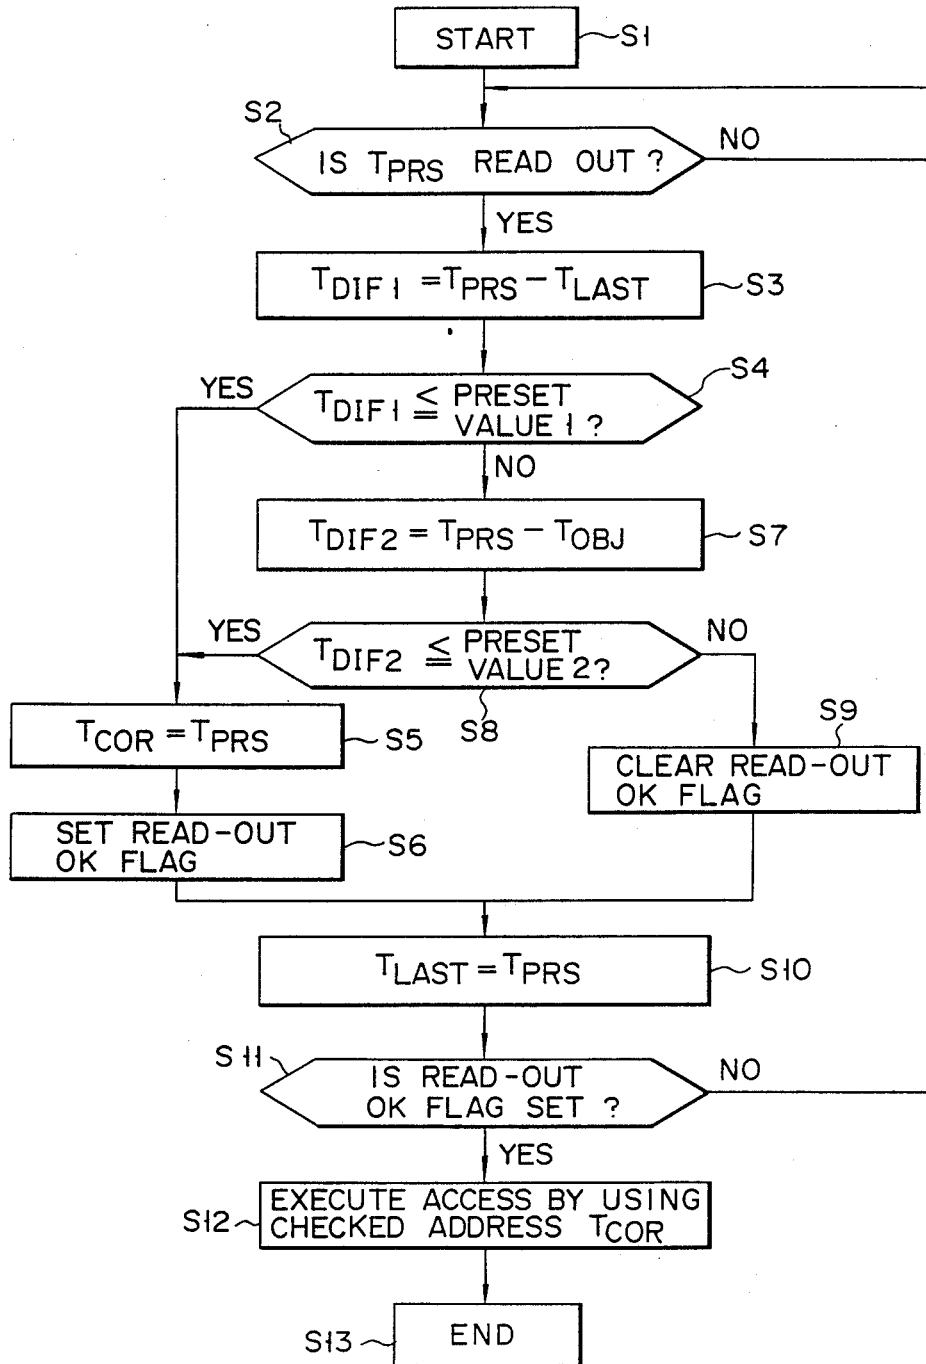 START
S1
S2
IS TPRS READ OUT ?
NO
YES
TDIF1 = TPRS - TLAST
S3
S4
YES
TDIF1 ≦ PRESET
VALUE 1 ?
NO
TDIF2 = TPRS - TOBJ
S7
YES
TDIF2 ≦ PRESET
VALUE 2?
NO
S8
S9
TCOR = TPRS
S5
CLEAR READ-OUT
OK FLAG
SET READ-OUT
OK FLAG
S6
TLAST = TPRS
S10
S11
IS READ-OUT
OK FLAG SET ?
NO
YES
S12
EXECUTE ACCESS BY USING
CHECKED ADDRESS TCOR
S13
END